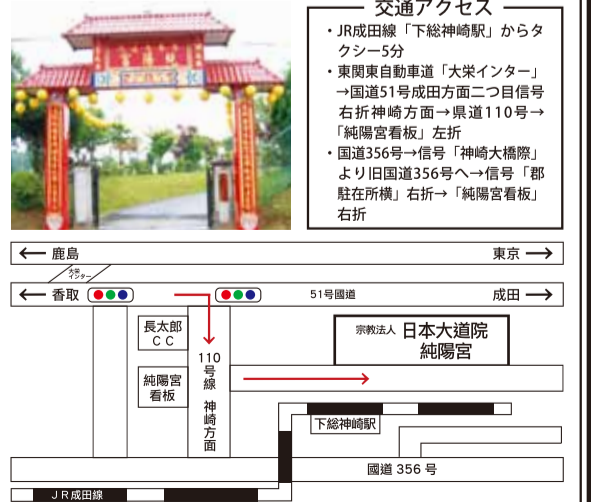 交通アクセス
・JR成田線「下総神崎駅」からタ
クシー5分
・東関東自動車道「大栄インター」
→国道51号成田方面二つ目信号
右折神崎方面→県道110号→
「純陽宮看板」左折
・国道356号→信号「神崎大橋際」
より旧国道356号へ→信号「郡
駐在所横」右折→「純陽宮看板」
右折
← 鹿島
東京 →
大栄
インター
← 香取
51号國道
成田 →
長太郎
CC
純陽宮
看板
110号線 神崎方面
宗教法人 日本大道院
純陽宮
下総神崎駅
國道 356 号
JR成田線